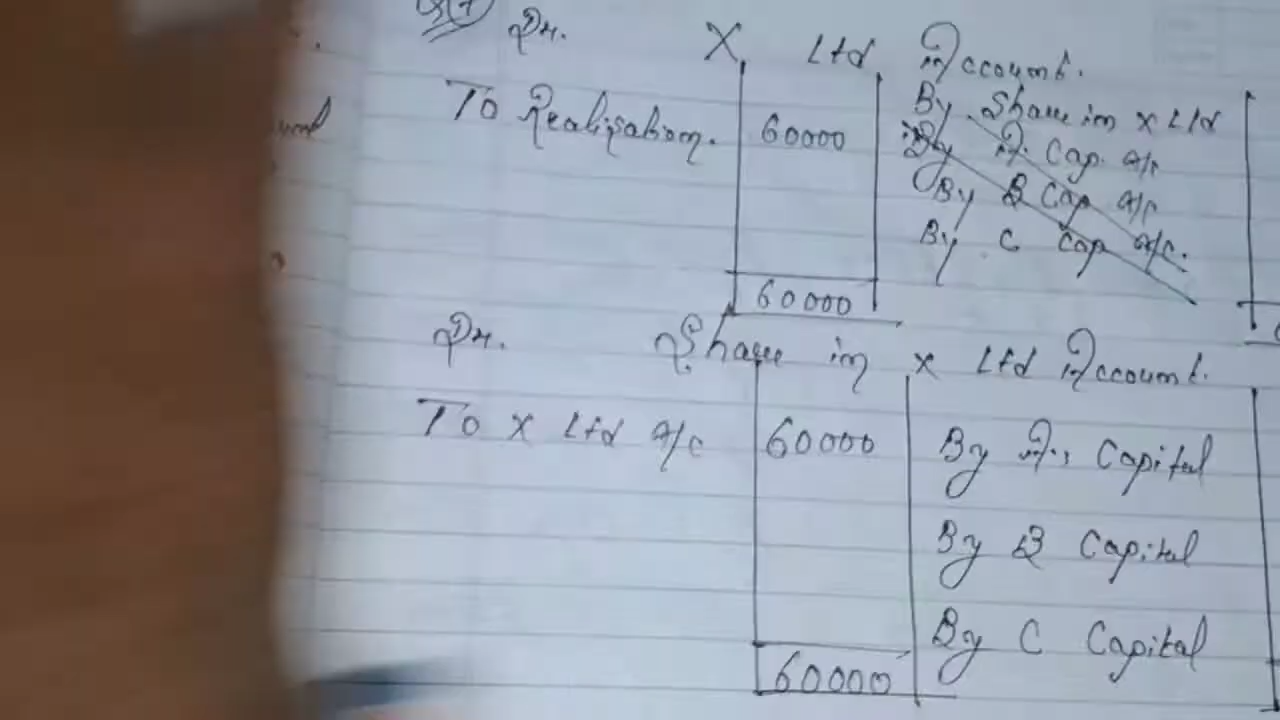 Dr. X Ltd Account.
To Realisation. 60000 By Share in X Ltd
By A Cap. A/c
By B Cap A/c
By C Cap A/c.
60000
Dr. Share in X Ltd Account.
To X Ltd A/c 60000 By A. Capital
By B Capital
By C Capital
60000